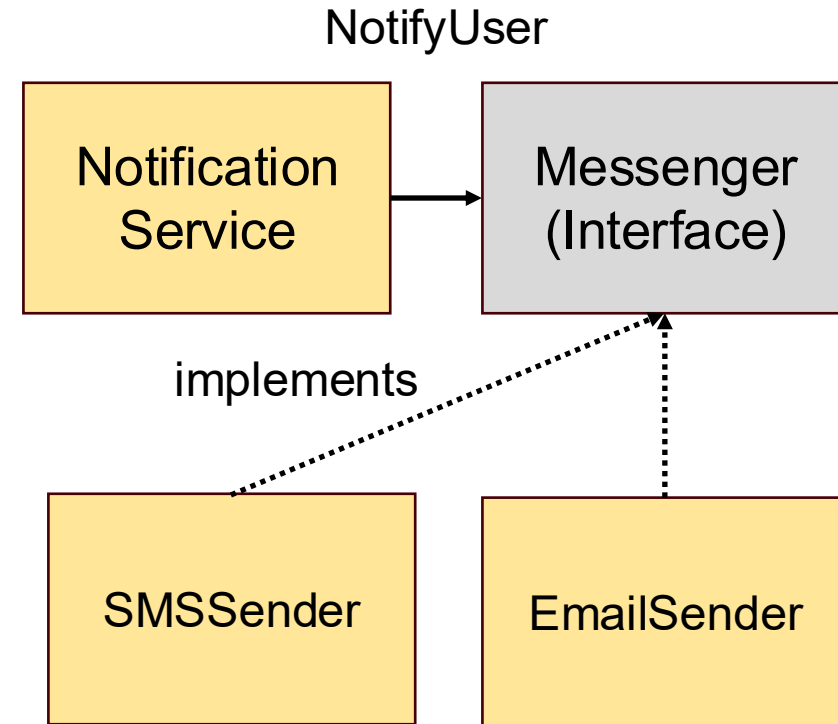 NotifyUser
Notification
Service
Messenger
(Interface)
implements
SMSSender
EmailSender